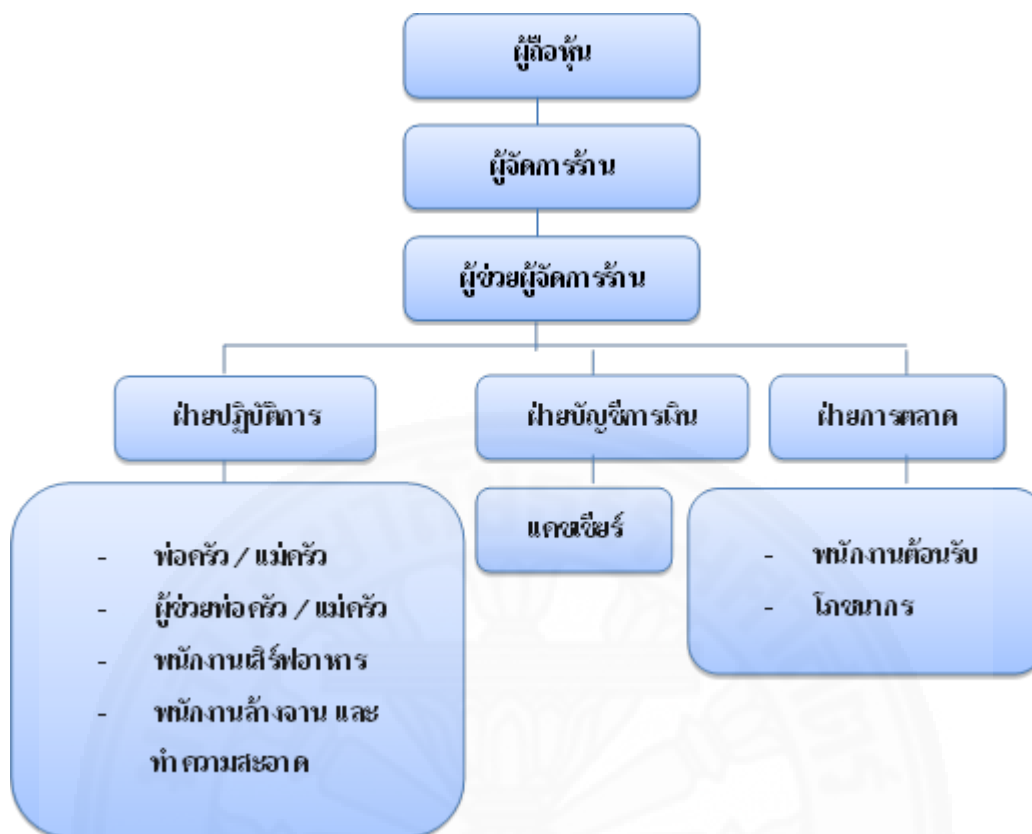 ผู้ถือหุ้น
ผู้จัดการร้าน
ผู้ช่วยผู้จัดการร้าน
ฝ่ายปฏิบัติการ
ฝ่ายบัญชีการเงิน
ฝ่ายการตลาด
- พ่อครัว / แม่ครัว
- ผู้ช่วยพ่อครัว / แม่ครัว
- พนักงานเสิร์ฟอาหาร
- พนักงานล้างจาน และ
ทำความสะอาด
แคชเชียร์
- พนักงานต้อนรับ
- โภชนากร